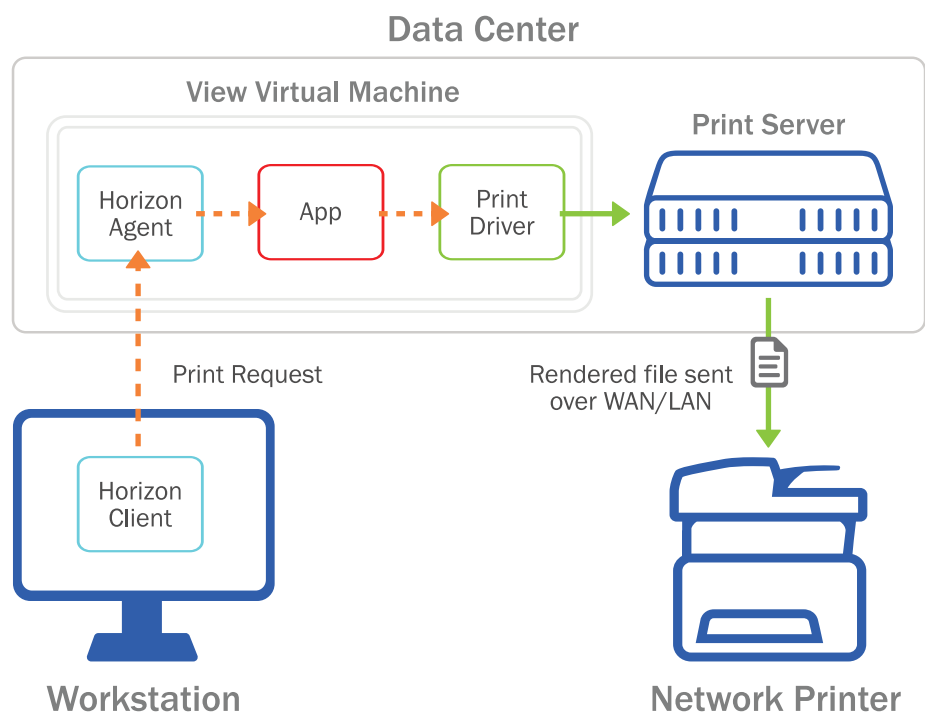 Data Center
View Virtual Machine
Print Server
Horizon
Agent
App
Print
Driver
Print Request
Rendered file sent
over WAN/LAN
Horizon
Client
Workstation
Network Printer